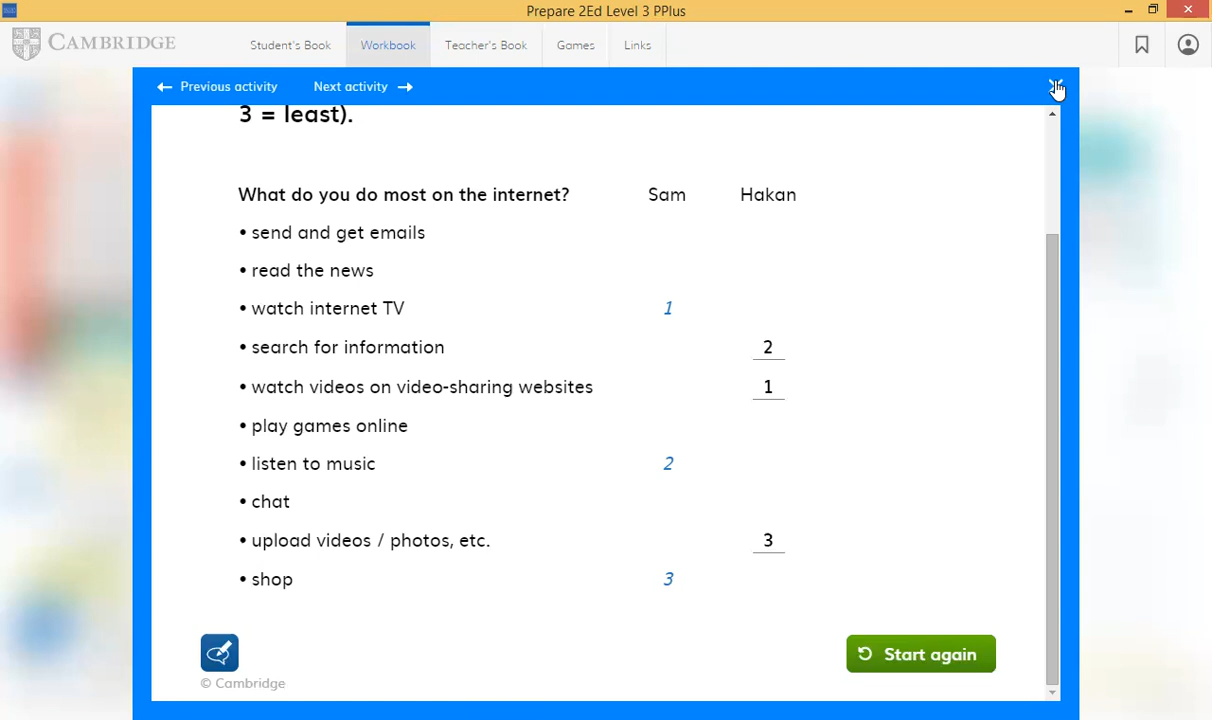 Prepare 2Ed Level 3 PPlus
CAMBRIDGE
Student's Book
Workbook
Teacher's Book
Games
Links
Previous activity
Next activity
3 = least).
What do you do most on the internet? Sam Hakan
• send and get emails
• read the news
• watch internet TV 1
• search for information 2
• watch videos on video-sharing websites 1
• play games online
• listen to music 2
• chat
• upload videos / photos, etc. 3
• shop 3
Start again
© Cambridge